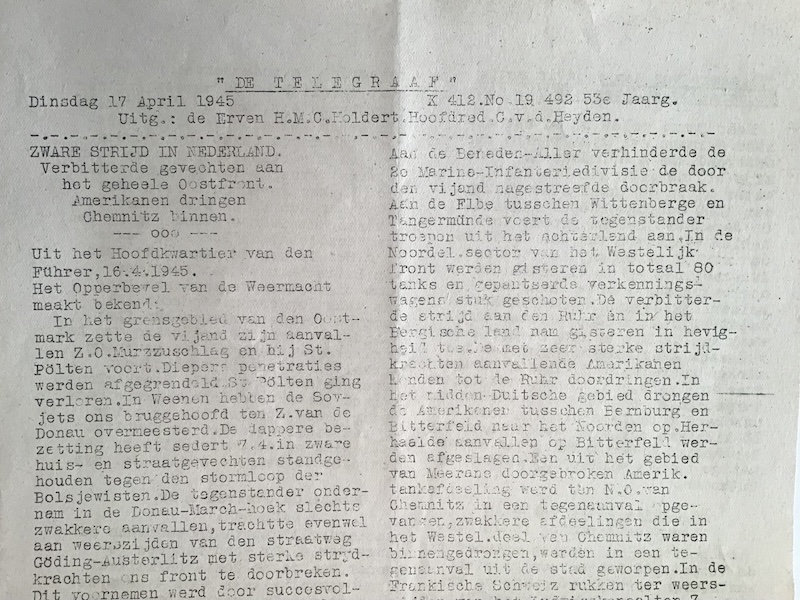 "DE TELEGRAAF"
Dinsdag 17 April 1945 K 412.No.19 492 53e Jaarg.
Uitg.: de Erven H.M.C.Holdert.Hoofdred.C.v.d.Heyden.
ZWARE STRIJD IN NEDERLAND.
Verbitterde gevechten aan
het geheele Oostfront.
Amerikanen dringen
Chemnitz binnen.
--- ooo ---
Uit het Hoofdkwartier van den
Führer,16.4.1945.
Het Opperbevel van de Weermacht
maakt bekend:
In het grensgebied van den Oost-
mark zette de vijand zijn aanval-
len Z.O.Murzzuschlag en bij St.
Pölten voort.Diepere penetraties
werden afgegrendeld.St Pölten ging
verloren.In Weenen hebben de Sov-
jets ons bruggehoofd ten Z.van de
Donau overmeesterd.De dappere be-
zetting heeft sedert 7.4.in zware
huis- en straatgevechten standge-
houden tegen den stormloop der
Bolsjewisten.De tegenstander onder-
nam in de Donau-March-hoek slechts
zwakkere aanvallen,trachtte evenwel
aan weerszijden van den straatweg
Göding-Austerlitz met sterke strijd-
krachten ons front te doorbreken.
Dit voornemen werd door succesvol-
Aan de Beneden-Aller verhinderde de
2e Marine-Infanteriedivisie de door
den vijand nagestreefde doorbraak.
Aan de Elbe tusschen Wittenberge en
Tangermünde voert de tegenstander
troepen uit het achterland aan.In de
Noordel.sector van het Westelijk
front werden gisteren in totaal 80
tanks en gepantserde verkennings-
wagens stuk geschoten.De verbitter-
de strijd aan den Ruhr en in het
Bergische land nam gisteren in hevig-
heid toe.De met zeer sterke strijd-
krachten aanvallende Amerikanen
konden tot de Ruhr doordringen.In
het midden-Duitsche gebied drongen
de Amerikanen tusschen Bernburg en
Bitterfeld naar het Noorden op.Her-
haalde aanvallen op Bitterfeld wer-
den afgeslagen.Een uit het gebied
van Meerane doorgebroken Amerik.
tankafdeeling werd ten N.O.van
Chemnitz in een tegenaanval opge-
vangen,zwakkere afdeelingen die in
het Westel.deel van Chemnitz waren
binnengedrongen,werden in een te-
genaanval uit de stad geworpen.In de
Frankische Schweiz rukken ter weers-